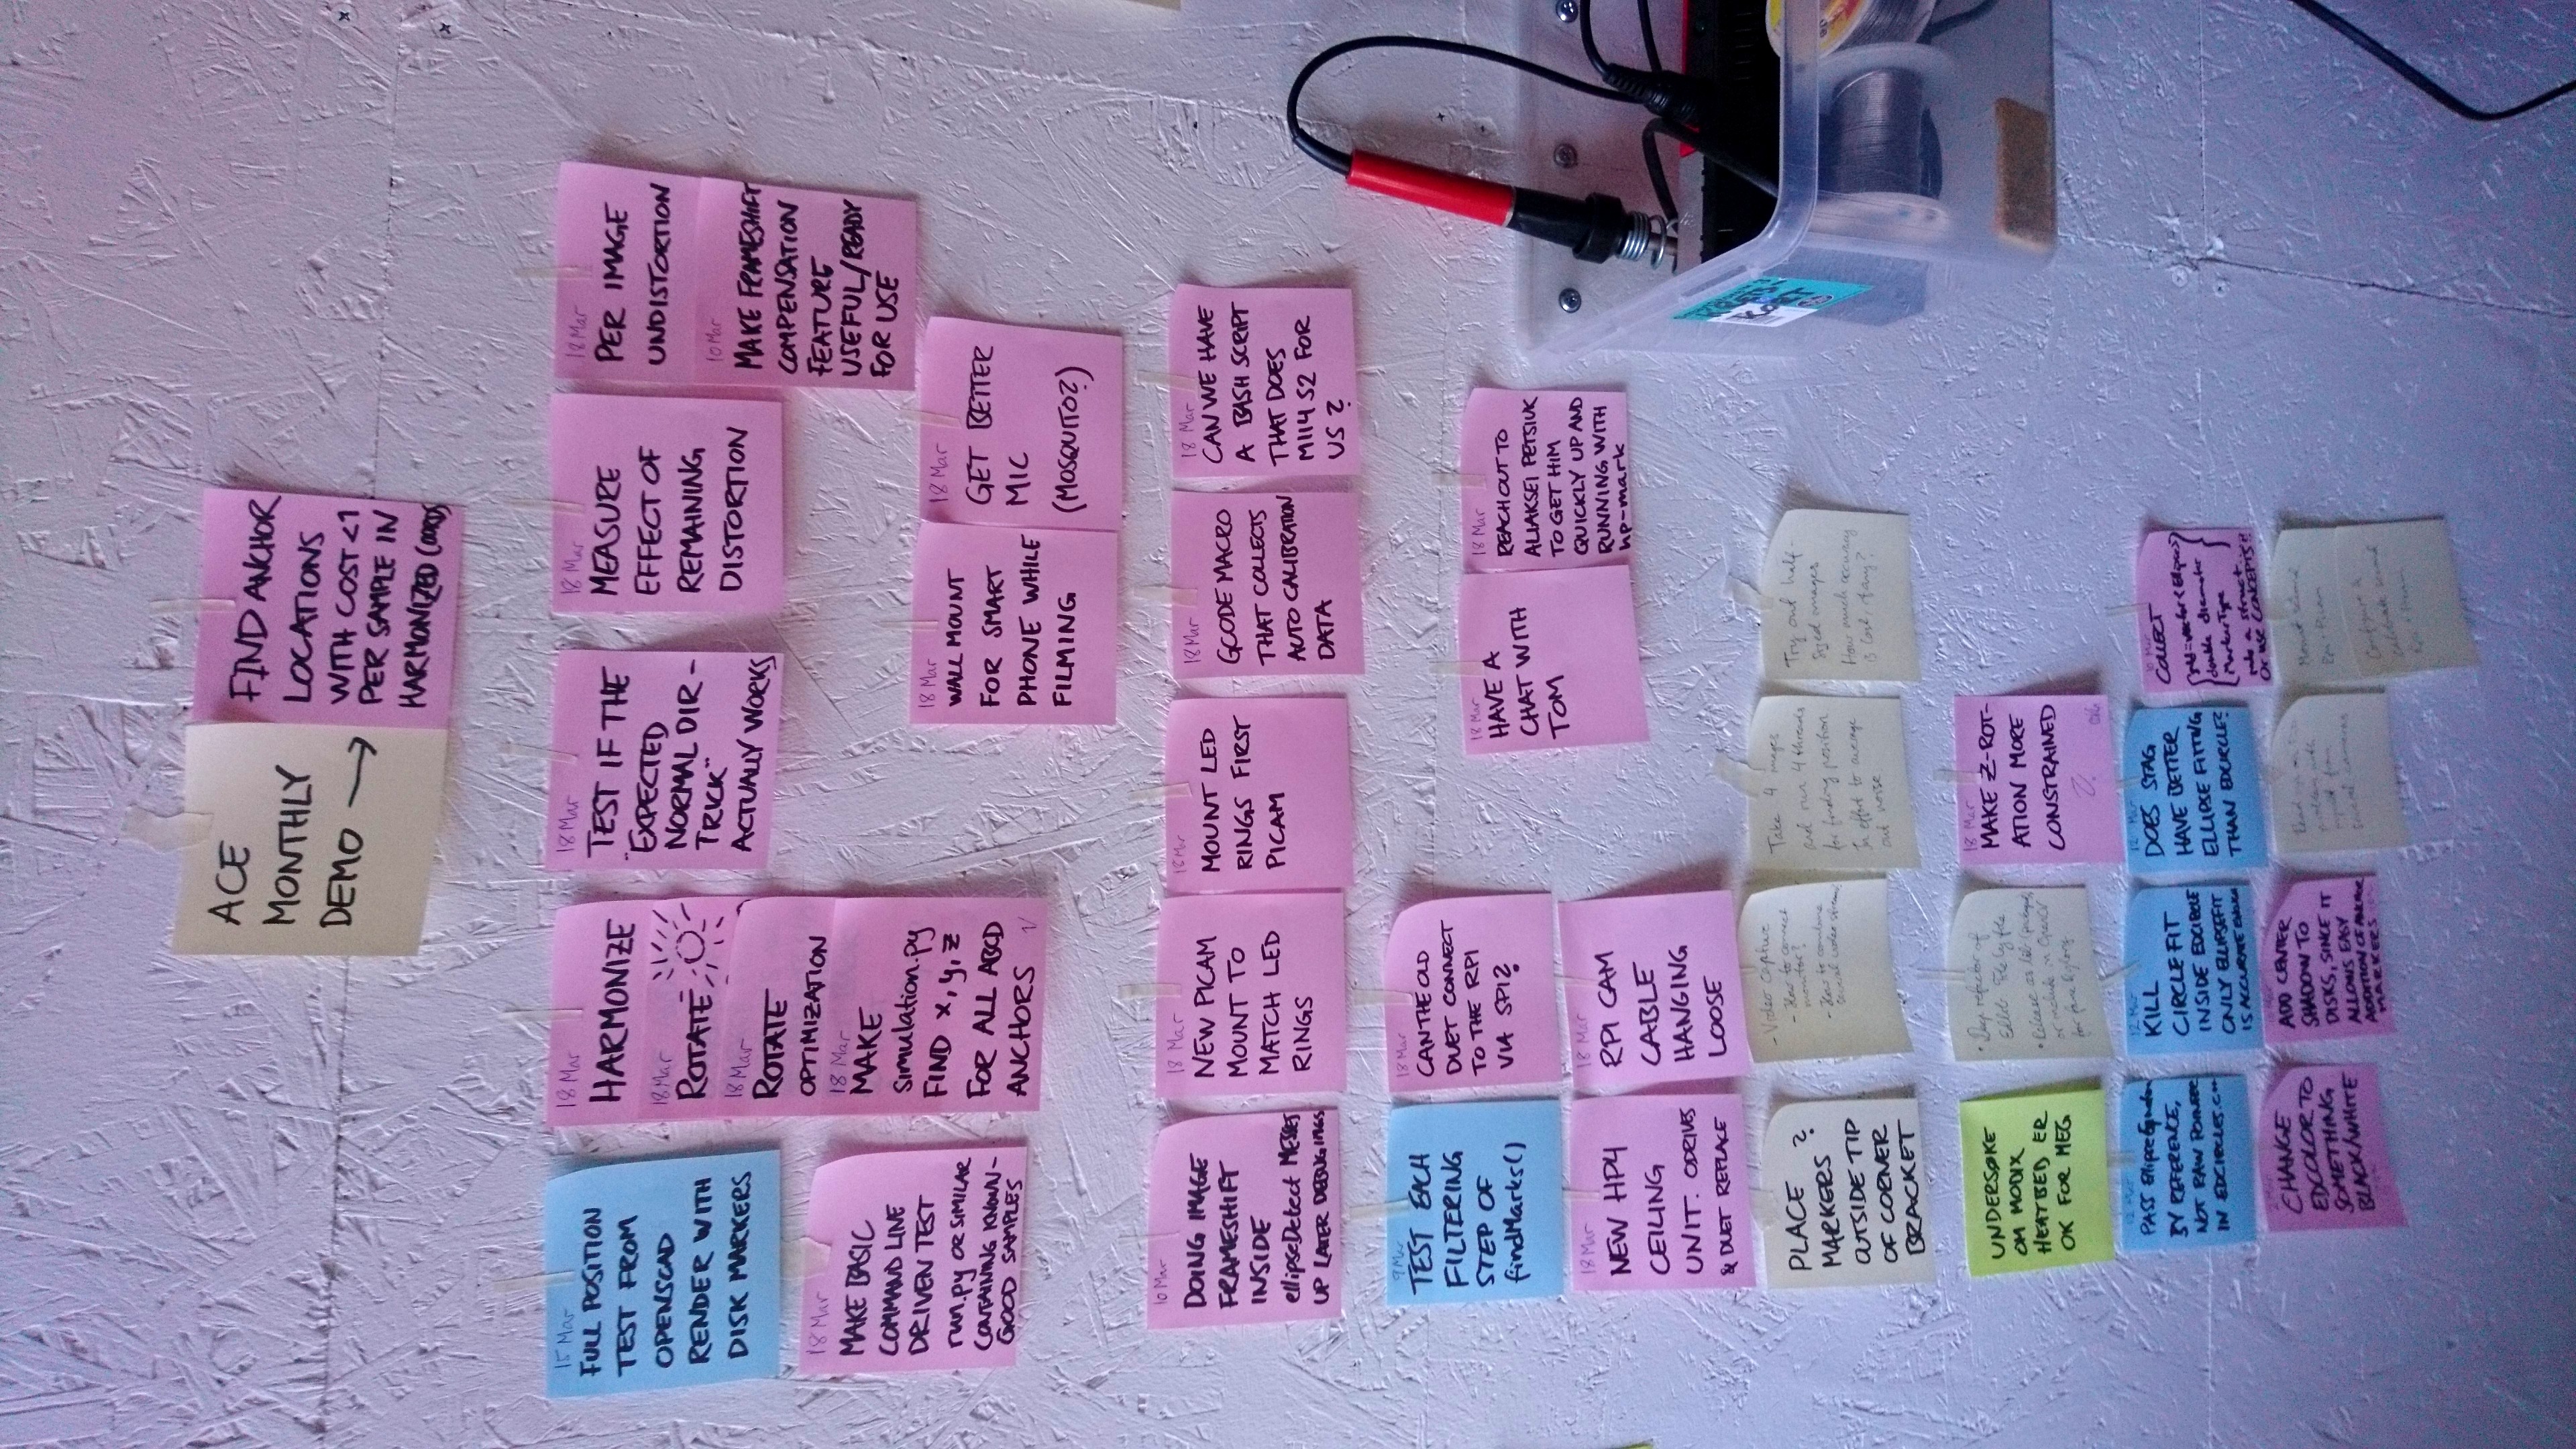 ACE
MONTHLY
DEMO →
FIND ANCHOR
LOCATIONS
WITH COST <1
PER SAMPLE IN
HARMONIZED COORDS
15 Mar
FULL POSITION
TEST FROM
OPENSCAD
RENDER WITH
DISK MARKERS
18 Mar
HARMONIZE
18 Mar
ROTATE
18 Mar
ROTATE
OPTIMIZATION
18 Mar
MAKE
simulation.py
FIND x, y, z
FOR ALL ABCD
ANCHORS
18 Mar
TEST IF THE
"EXPECTED
NORMAL DIR-
TRICK"
ACTUALLY WORKS
18 Mar
MEASURE
EFFECT OF
REMAINING
DISTORTION
18 Mar
PER IMAGE
UNDISTORTION
10 Mar
MAKE FRAMESHIFT
COMPENSATION
FEATURE
USEFUL/READY
FOR USE
18 Mar
MAKE BASIC
COMMAND LINE
DRIVEN TEST
run.py OR SIMILAR
CONTAINING KNOWN-
GOOD SAMPLES
18 Mar
WALL MOUNT
FOR SMART
PHONE WHILE
FILMING
18 Mar
GET BETTER
MIC
(MOSQUITO?)
10 Mar
DOING IMAGE
FRAMESHIFT
INSIDE
ellipseDetect MESSES
UP LATER DEBUG IMGS
18 Mar
NEW PICAM
MOUNT TO
MATCH LED
RINGS
18 Mar
MOUNT LED
RINGS FIRST
PICAM
18 Mar
GCODE MACRO
THAT COLLECTS
AUTO CALIBRATION
DATA
18 Mar
CAN WE HAVE
A BASH SCRIPT
THAT DOES
M114 S2 FOR
US ?
9 Mar
TEST EACH
FILTERING
STEP OF
findMarks()
18 Mar
CAN THE OLD
DUET CONNECT
TO THE RPI
VIA SPI?
18 Mar
HAVE A
CHAT WITH
TOM
18 Mar
REACH OUT TO
ALIAKSEI PETSIUK
TO GET HIM
QUICKLY UP AND
RUNNING WITH
hp-mark
18 Mar
NEW HP4
CEILING
UNIT. ODRIVES
& DUET REPLACE
18 Mar
RPI CAM
CABLE
HANGING
LOOSE
PLACE ?
MARKERS
OUTSIDE TIP
OF CORNER
BRACKET
- Video capture
- How to connect
monitor?
- How to combine
several video streams
Take 4 images
and run 4 threads
for finding position
In effort to average
out noise
Try out half-
sized images
How much accuracy
is lost, if any?
UNDERSØKE
OM MODIX
HEATBED ER
OK FOR MEG
• Deep refactor of
EdLib. File by file.
• Release as lib
or include in OpenCV
for fame & glory
18 Mar
MAKE Z-ROT-
ATION MORE
CONSTRAINED
?
12 Mar
PASS EllipseEquation
BY REFERENCE,
NOT RAW POINTER
IN EDCIRCLES.C++
12 Mar
KILL
CIRCLE FIT
INSIDE EDCIRCLE
ONLY ELLIPSEFIT
IS ACCURATE ENOUGH
12 Mar
DOES STAG
HAVE BETTER
ELLIPSE FITTING
THAN EDCIRCLE?
COLLECT
std::vector<Ellipse>
double diameter
MarkerType
into a struct...
Or use CONCEPTS!!
CHANGE
EDCOLOR TO
SOMETHING
BLACK/WHITE
ADD CENTER
SHADOW TO
DISKS, SINCE IT
ALLOWS EASY
ADDITION OF ANCHOR
MARKERS
problem with
input from
several cameras
Mount second
Rpi + Picam
Configure &
calibrate second
Rpi + Picam